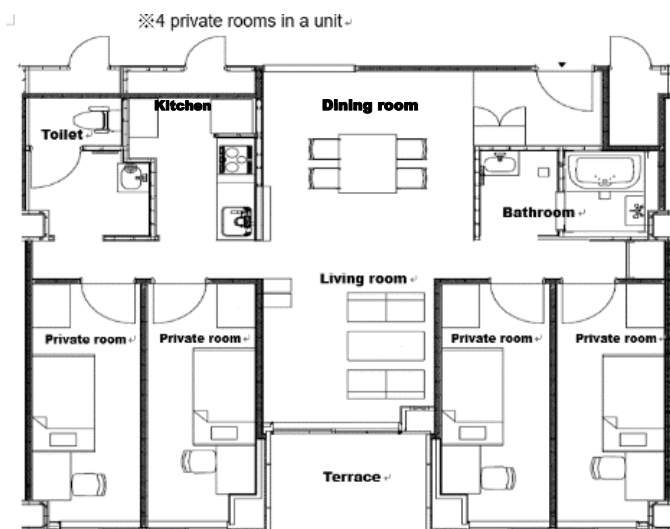 ※4 private rooms in a unit
Kitchen
Dining room
Toilet
Bathroom
Living room
Private room
Private room
Private room
Private room
Terrace